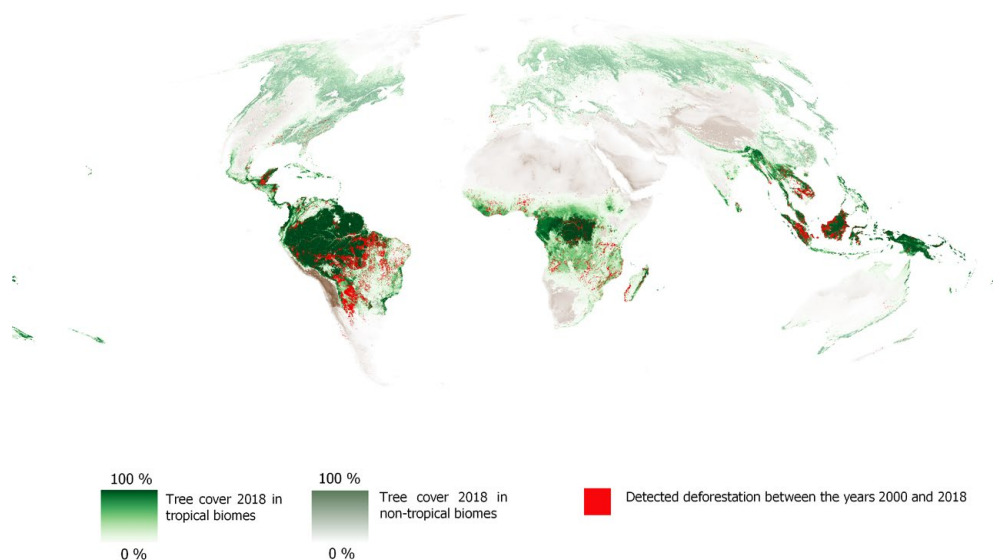 100 %
Tree cover 2018 in
tropical biomes
0 %
100 %
Tree cover 2018 in
non-tropical biomes
0 %
Detected deforestation between the years 2000 and 2018